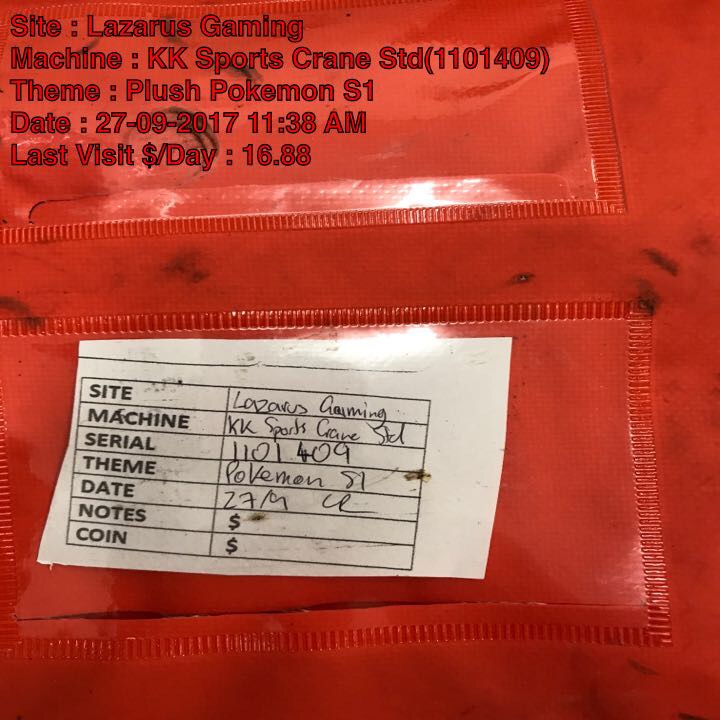 Site : Lazarus Gaming
Machine : KK Sports Crane Std(1101409)
Theme : Plush Pokemon S1
Date : 27-09-2017 11:38 AM
Last Visit $/Day : 16.88
SITE Lazarus Gaming
MACHINE KK Sports Crane Std
SERIAL 1101409
THEME Pokemon S1
DATE 27/9 CR
NOTES $
COIN $